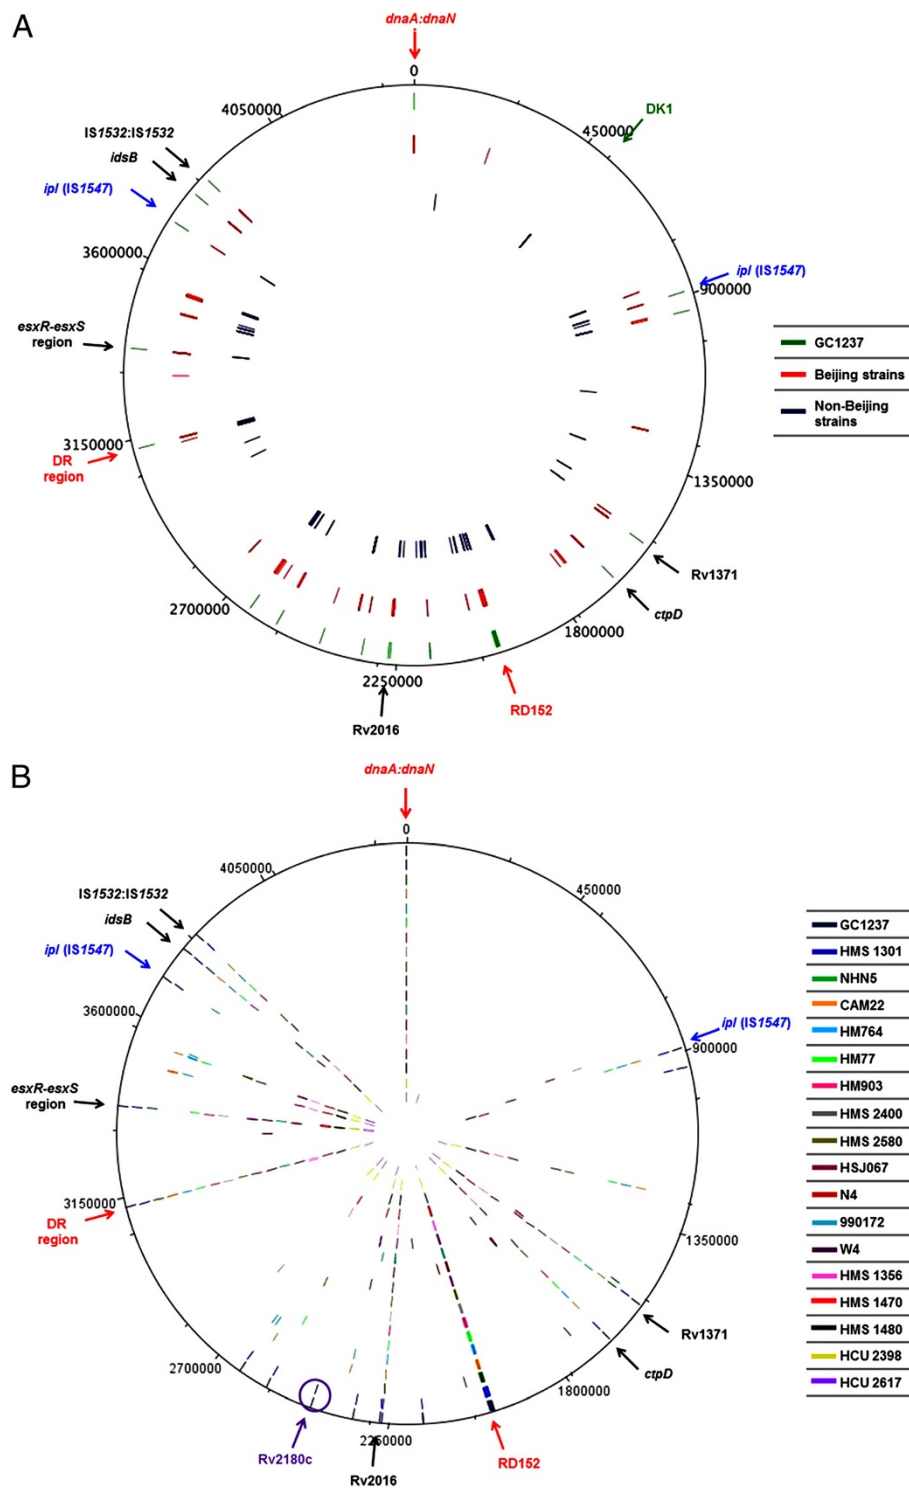 A
dnaA:dnaN
0
4050000
450000
DK1
IS1532:IS1532
idsB
ipl (IS1547)
3600000
ipl (IS1547)
900000
esxR-esxS
region
GC1237
Beijing strains
Non-Beijing
strains
3150000
DR
region
1350000
Rv1371
2700000
ctpD
1800000
2250000
RD152
Rv2016
B
dnaA:dnaN
0
4050000
450000
IS1532:IS1532
idsB
ipl (IS1547)
3600000
ipl (IS1547)
900000
esxR-esxS
region
3150000
DR
region
1350000
Rv1371
2700000
ctpD
1800000
2250000
Rv2180c
Rv2016
RD152
GC1237
HMS 1301
NHN5
CAM22
HM764
HM77
HM903
HMS 2400
HMS 2580
HSJ067
N4
990172
W4
HMS 1356
HMS 1470
HMS 1480
HCU 2398
HCU 2617